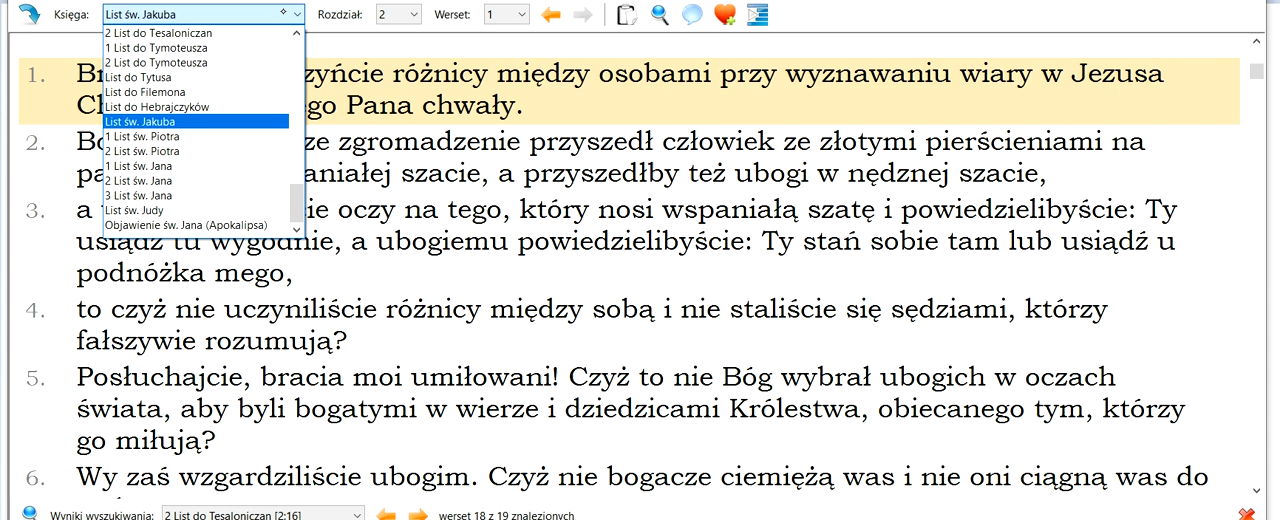 Księga: List św. Jakuba Rozdział: 2 Werset: 1
2 List do Tesaloniczan
1 List do Tymoteusza
2 List do Tymoteusza
List do Tytusa
List do Filemona
List do Hebrajczyków
List św. Jakuba
1 List św. Piotra
2 List św. Piotra
1 List św. Jana
2 List św. Jana
3 List św. Jana
List św. Judy
Objawienie św. Jana (Apokalipsa)
1. różnicy między osobami przy wyznawaniu wiary w Jezusa
Pana chwały.
2. zgromadzenie przyszedł człowiek ze złotymi pierścieniami na
szacie, a przyszedłby też ubogi w nędznej szacie,
3. a oczy na tego, który nosi wspaniałą szatę i powiedzielibyście: Ty
usiądź tu wygodnie, a ubogiemu powiedzielibyście: Ty stań sobie tam lub usiądź u
podnóżka mego,
4. to czyż nie uczyniliście różnicy między sobą i nie staliście się sędziami, którzy
fałszywie rozumują?
5. Posłuchajcie, bracia moi umiłowani! Czyż to nie Bóg wybrał ubogich w oczach
świata, aby byli bogatymi w wierze i dziedzicami Królestwa, obiecanego tym, którzy
go miłują?
6. Wy zaś wzgardziliście ubogim. Czyż nie bogacze ciemiężą was i nie oni ciągną was do
Wyniki wyszukiwania: 2 List do Tesaloniczan [2:16] werset 18 z 19 znalezionych